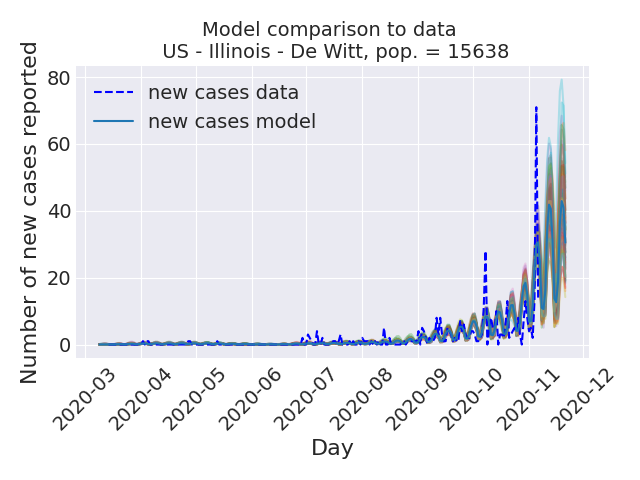 Model comparison to data
US - Illinois - De Witt, pop. = 15638
new cases data
new cases model
Number of new cases reported
80
60
40
20
0
2020-03
2020-04
2020-05
2020-06
2020-07
2020-08
2020-09
2020-10
2020-11
2020-12
Day